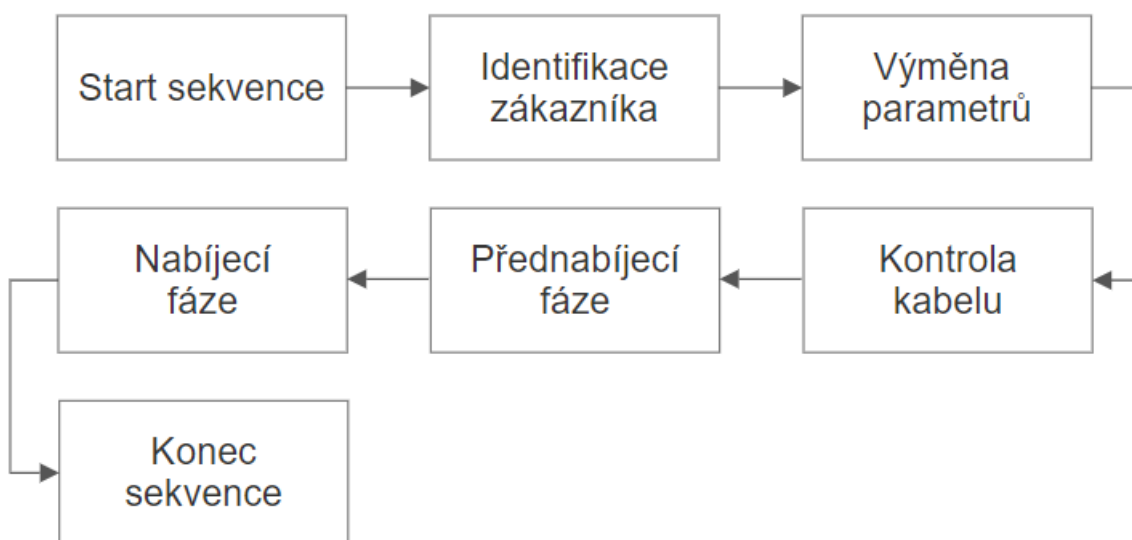 Start sekvence
Identifikace
zákazníka
Výměna
parametrů
Kontrola
kabelu
Přednabíjecí
fáze
Nabíjecí
fáze
Konec
sekvence